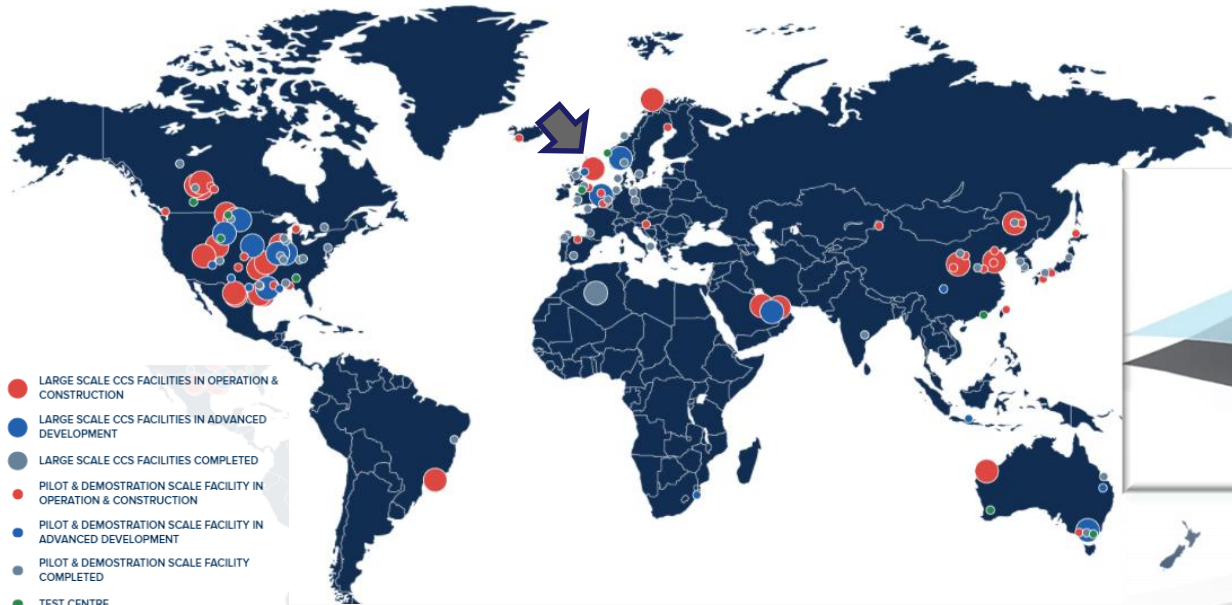 LARGE SCALE CCS FACILITIES IN OPERATION &
CONSTRUCTION
LARGE SCALE CCS FACILITIES IN ADVANCED
DEVELOPMENT
LARGE SCALE CCS FACILITIES COMPLETED
PILOT & DEMOSTRATION SCALE FACILITY IN
OPERATION & CONSTRUCTION
PILOT & DEMOSTRATION SCALE FACILITY IN
ADVANCED DEVELOPMENT
PILOT & DEMOSTRATION SCALE FACILITY
COMPLETED
TEST CENTRE